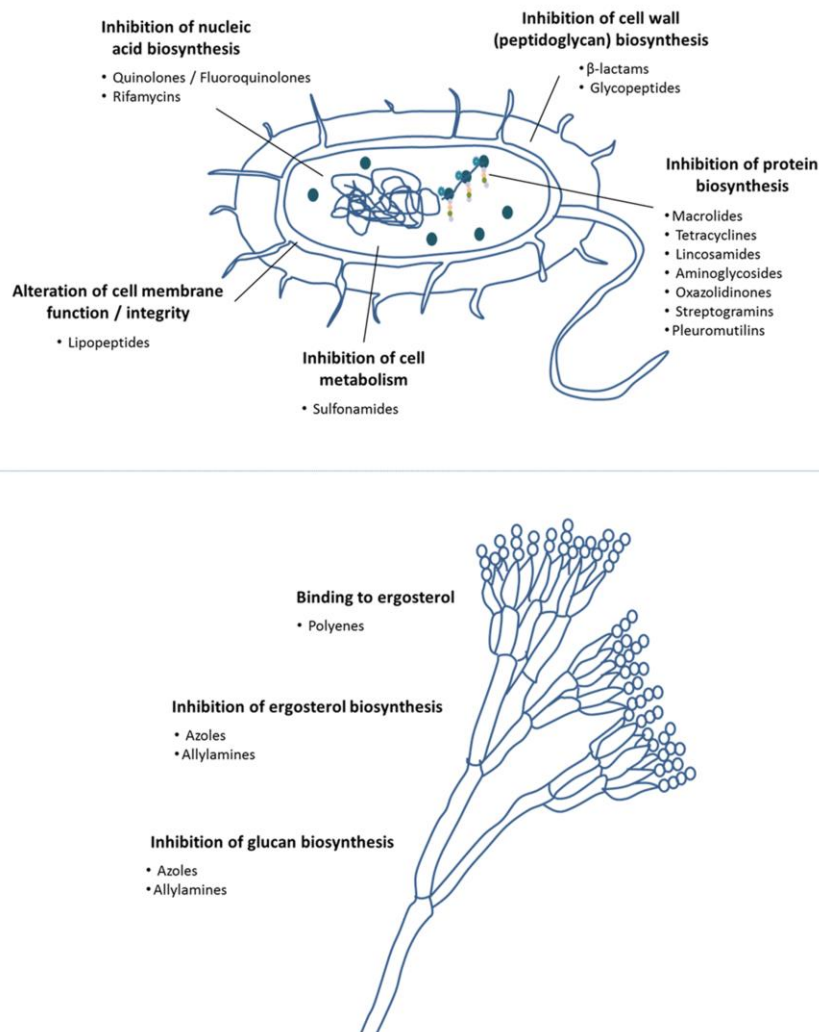 Inhibition of nucleic
acid biosynthesis
• Quinolones / Fluoroquinolones
• Rifamycins
Inhibition of cell wall
(peptidoglycan) biosynthesis
• β-lactams
• Glycopeptides
Inhibition of protein
biosynthesis
• Macrolides
• Tetracyclines
• Lincosamides
• Aminoglycosides
• Oxazolidinones
• Streptogramins
• Pleuromutilins
Alteration of cell membrane
function / integrity
• Lipopeptides
Inhibition of cell
metabolism
• Sulfonamides
Binding to ergosterol
• Polyenes
Inhibition of ergosterol biosynthesis
• Azoles
• Allylamines
Inhibition of glucan biosynthesis
• Azoles
• Allylamines